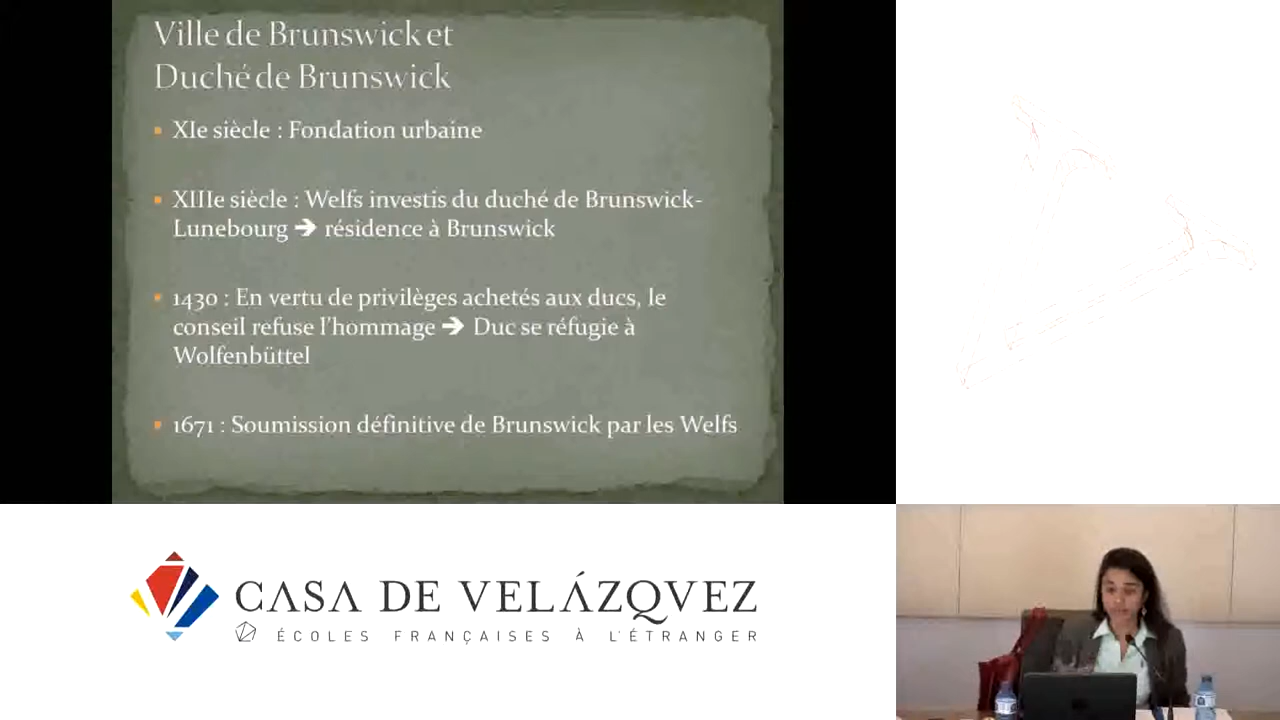 Ville de Brunswick et
Duché de Brunswick
XIe siècle : Fondation urbaine
XIIIe siècle : Welfs investis du duché de Brunswick-
Lunebourg ➔ résidence à Brunswick
1430 : En vertu de privilèges achetés aux ducs, le
conseil refuse l'hommage ➔ Duc se réfugie à
Wolfenbüttel
1671 : Soumission définitive de Brunswick par les Welfs
CASA DE VELÁZQVEZ
ÉCOLES FRANÇAISES À L'ÉTRANGER